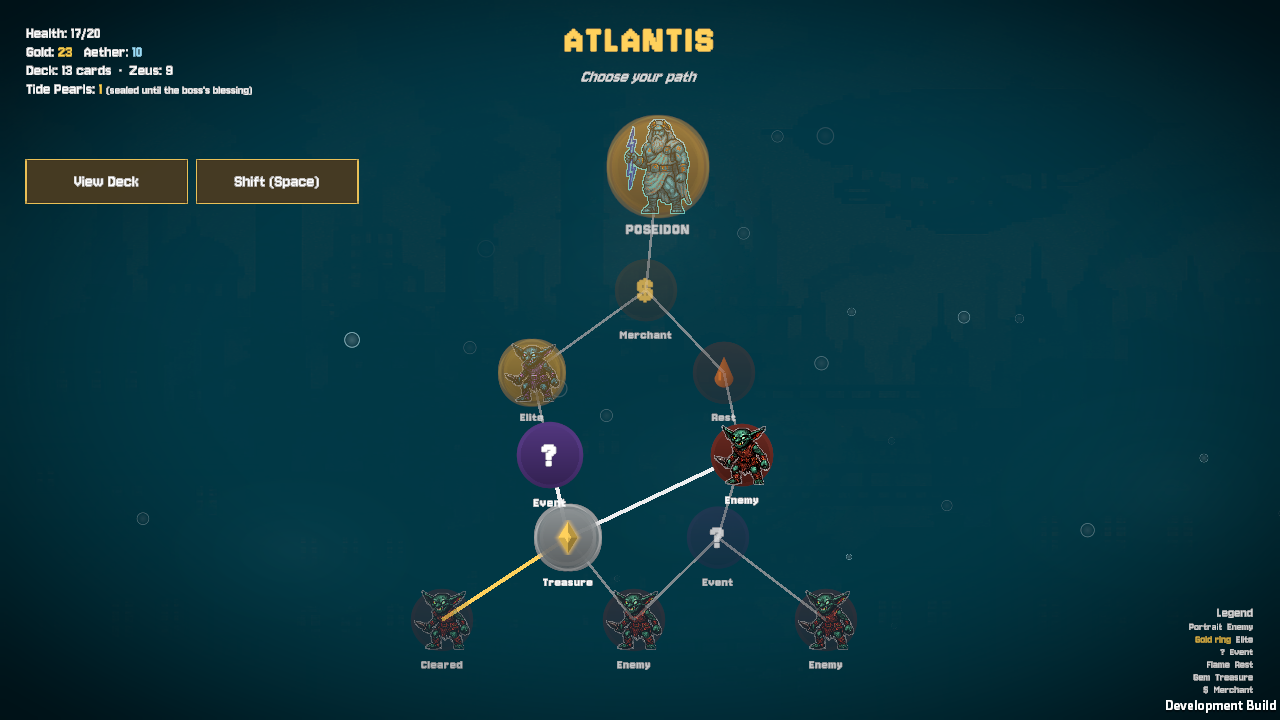 Health: 17/20
Gold: 23 Aether: 10
Deck: 13 cards · Zeus: 9
Tide Pearls: 1 (sealed until the boss's blessing)
ATLANTIS
Choose your path
View Deck
Shift (Space)
POSEIDON
$
Merchant
Elite
Rest
?
Event
Enemy
?
Treasure
Event
Cleared
Enemy
Enemy
Legend
Portrait Enemy
Gold ring Elite
? Event
Flame Rest
Gem Treasure
$ Merchant
Development Build